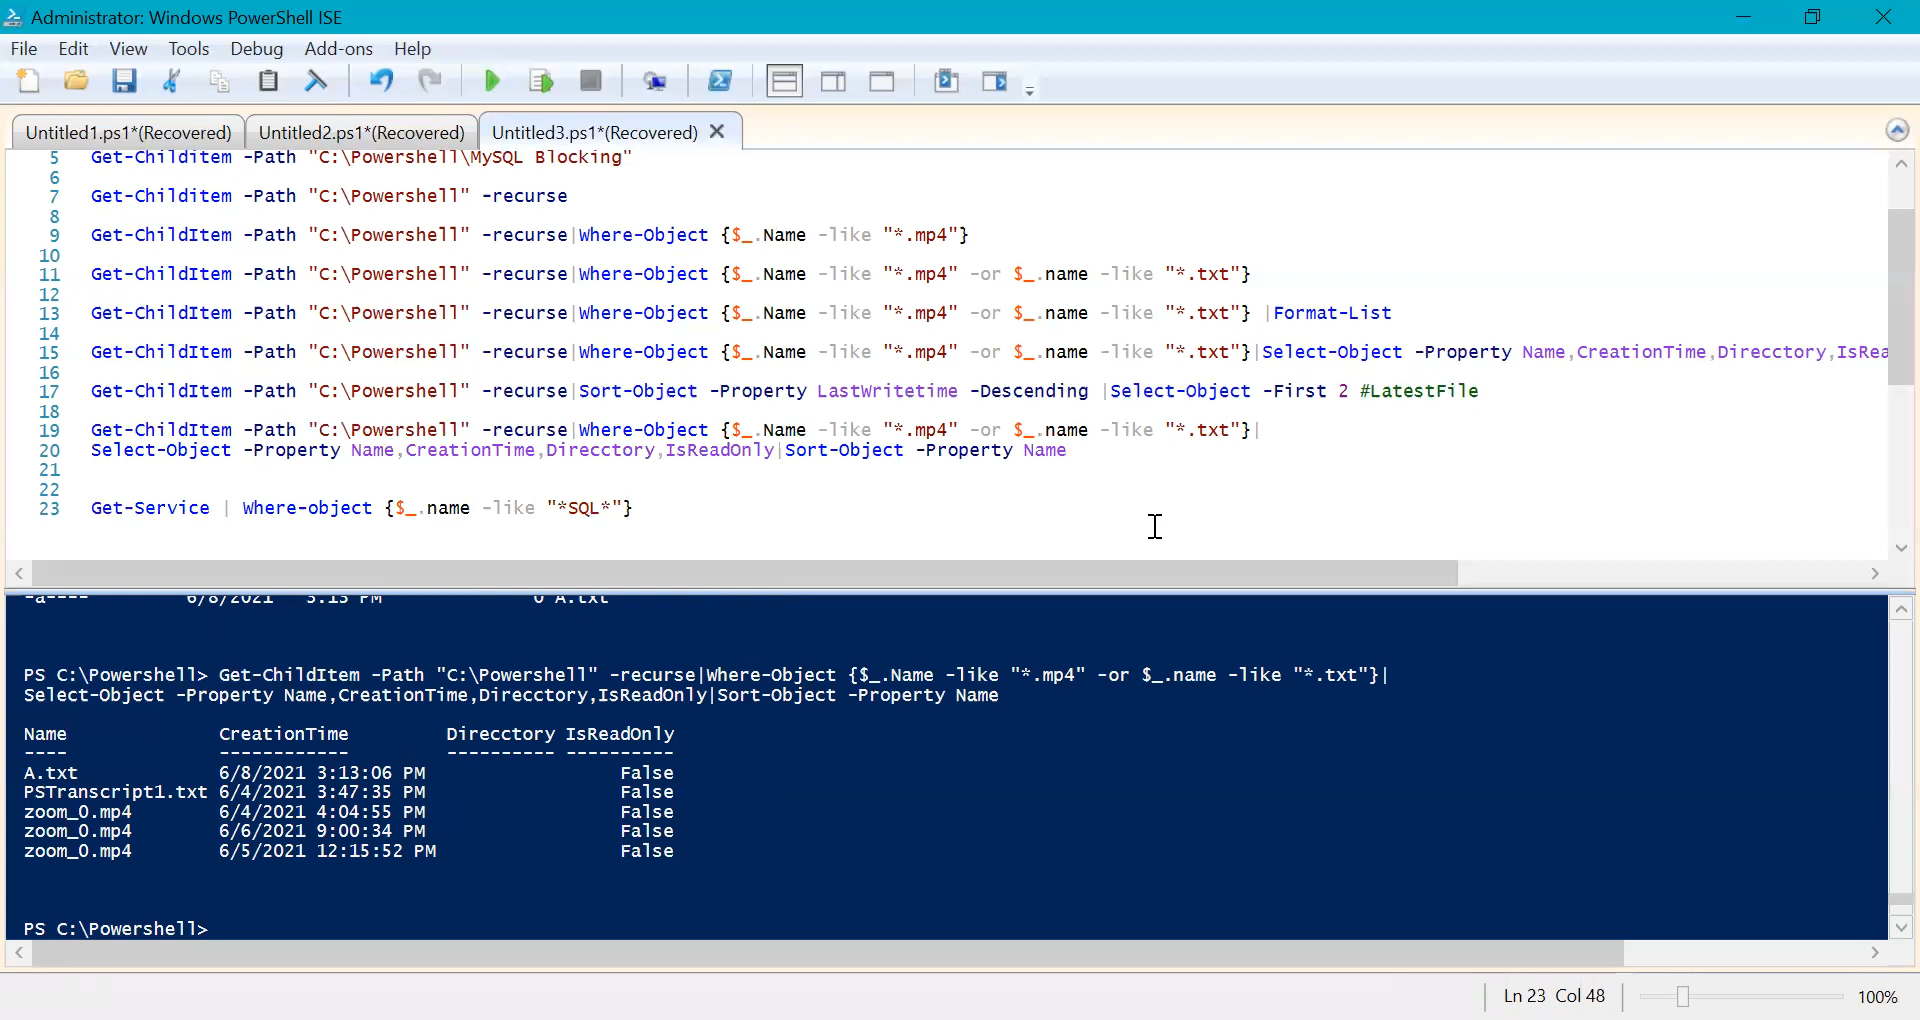 Administrator: Windows PowerShell ISE
File Edit View Tools Debug Add-ons Help
Untitled1.ps1*(Recovered) Untitled2.ps1*(Recovered) Untitled3.ps1*(Recovered)
5 Get-Childitem -Path "C:\Powershell\MySQL Blocking"
6
7 Get-Childitem -Path "C:\Powershell" -recurse
8
9 Get-ChildItem -Path "C:\Powershell" -recurse|Where-Object {$_.Name -like "*.mp4"}
10
11 Get-ChildItem -Path "C:\Powershell" -recurse|Where-Object {$_.Name -like "*.mp4" -or $_.name -like "*.txt"}
12
13 Get-ChildItem -Path "C:\Powershell" -recurse|Where-Object {$_.Name -like "*.mp4" -or $_.name -like "*.txt"} |Format-List
14
15 Get-ChildItem -Path "C:\Powershell" -recurse|Where-Object {$_.Name -like "*.mp4" -or $_.name -like "*.txt"}|Select-Object -Property Name,CreationTime,Direcctory,IsRea
16
17 Get-ChildItem -Path "C:\Powershell" -recurse|Sort-Object -Property LastWritetime -Descending |Select-Object -First 2 #LatestFile
18
19 Get-ChildItem -Path "C:\Powershell" -recurse|Where-Object {$_.Name -like "*.mp4" -or $_.name -like "*.txt"}|
20 Select-Object -Property Name,CreationTime,Direcctory,IsReadOnly|Sort-Object -Property Name
21
22
23 Get-Service | Where-object {$_.name -like "*SQL*"}
-a---- 6/8/2021 3:13 PM 0 A.txt
PS C:\Powershell> Get-ChildItem -Path "C:\Powershell" -recurse|Where-Object {$_.Name -like "*.mp4" -or $_.name -like "*.txt"}|
Select-Object -Property Name,CreationTime,Direcctory,IsReadOnly|Sort-Object -Property Name
Name CreationTime Direcctory IsReadOnly
---- ------------ ---------- ----------
A.txt 6/8/2021 3:13:06 PM False
PSTranscript1.txt 6/4/2021 3:47:35 PM False
zoom_0.mp4 6/4/2021 4:04:55 PM False
zoom_0.mp4 6/6/2021 9:00:34 PM False
zoom_0.mp4 6/5/2021 12:15:52 PM False
PS C:\Powershell>
Ln 23 Col 48 100%